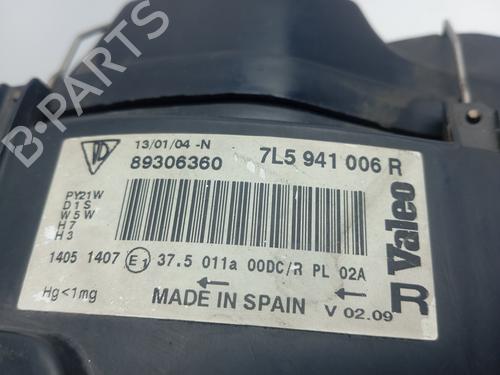 B-PARTS
13/01/04 -N
89306360
7L5 941 006 R
PY21W
D1S
W5W
H7
H3
1405 1407 E1 37.5 011a 00DC/R PL 02A
Hg<1mg
MADE IN SPAIN
V 02.09
Valeo
R